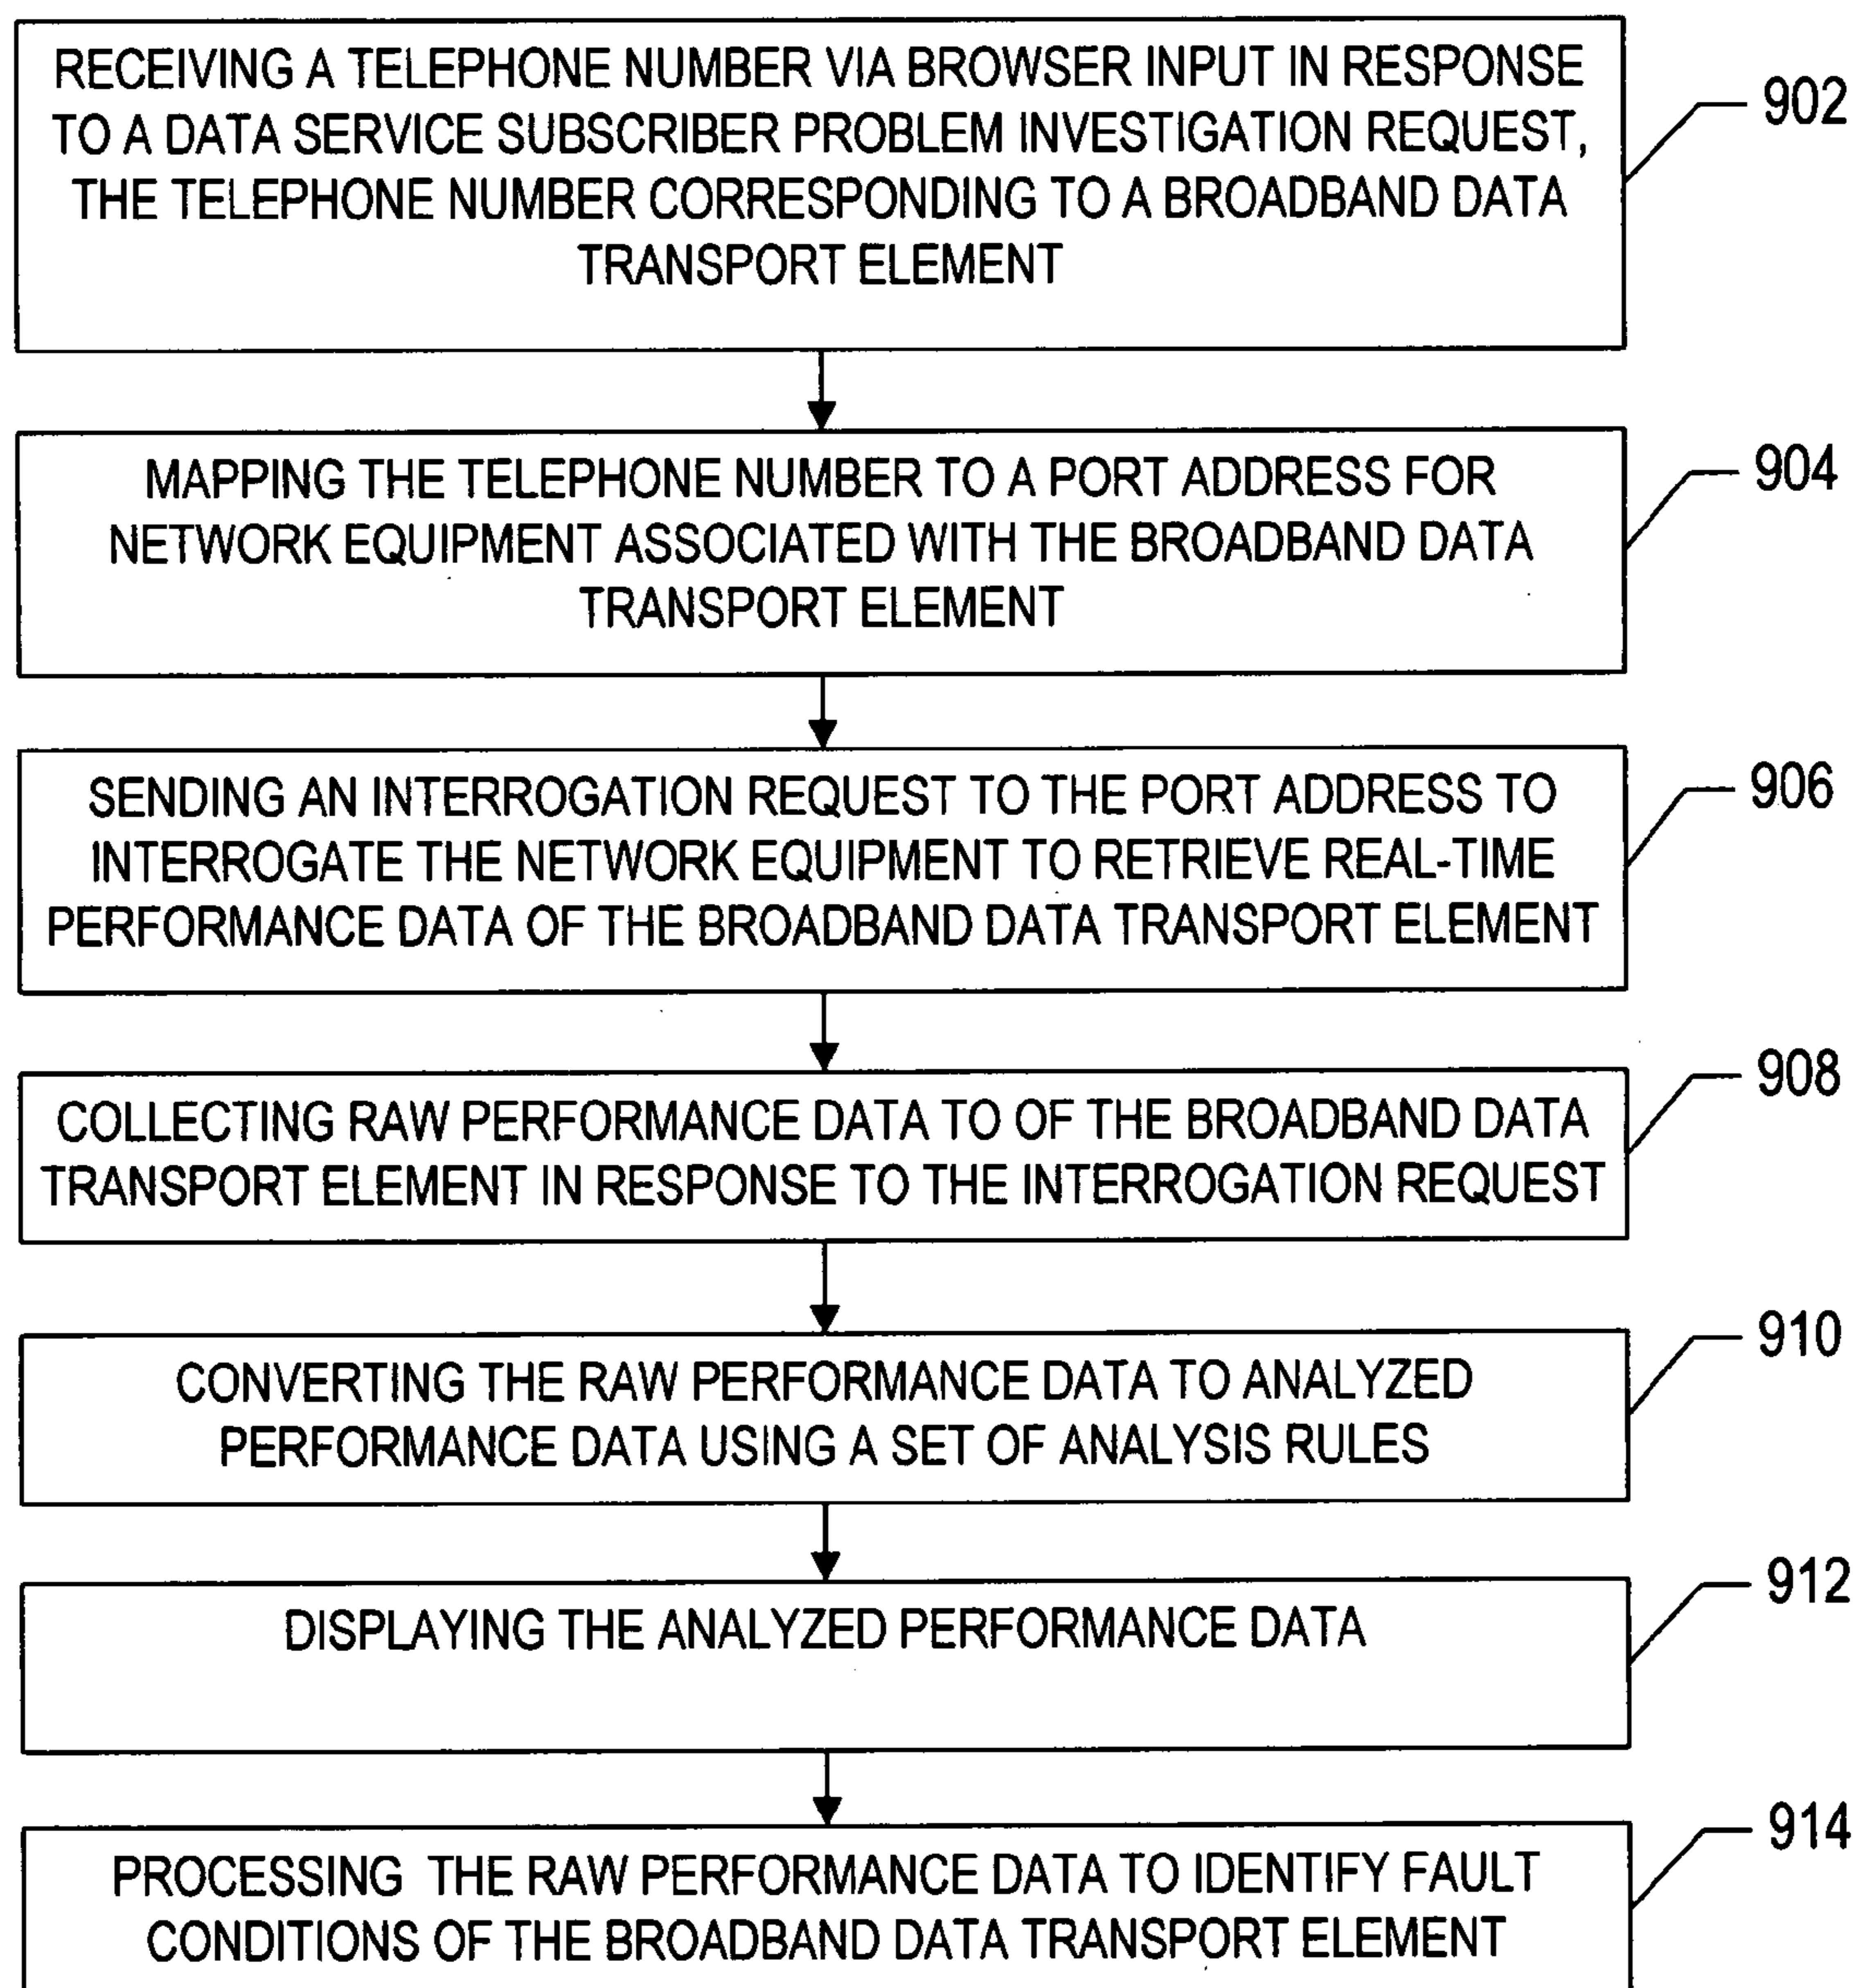 RECEIVING A TELEPHONE NUMBER VIA BROWSER INPUT IN RESPONSE
TO A DATA SERVICE SUBSCRIBER PROBLEM INVESTIGATION REQUEST,
THE TELEPHONE NUMBER CORRESPONDING TO A BROADBAND DATA
TRANSPORT ELEMENT
902
MAPPING THE TELEPHONE NUMBER TO A PORT ADDRESS FOR
NETWORK EQUIPMENT ASSOCIATED WITH THE BROADBAND DATA
TRANSPORT ELEMENT
904
SENDING AN INTERROGATION REQUEST TO THE PORT ADDRESS TO
INTERROGATE THE NETWORK EQUIPMENT TO RETRIEVE REAL-TIME
PERFORMANCE DATA OF THE BROADBAND DATA TRANSPORT ELEMENT
906
COLLECTING RAW PERFORMANCE DATA TO OF THE BROADBAND DATA
TRANSPORT ELEMENT IN RESPONSE TO THE INTERROGATION REQUEST
908
CONVERTING THE RAW PERFORMANCE DATA TO ANALYZED
PERFORMANCE DATA USING A SET OF ANALYSIS RULES
910
DISPLAYING THE ANALYZED PERFORMANCE DATA
912
PROCESSING THE RAW PERFORMANCE DATA TO IDENTIFY FAULT
CONDITIONS OF THE BROADBAND DATA TRANSPORT ELEMENT
914